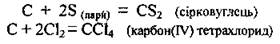 C + 2S (пари) = CS₂ (сірковуглець)
C + 2Cl₂ = CCl₄ (карбон(IV) тетрахлорид)